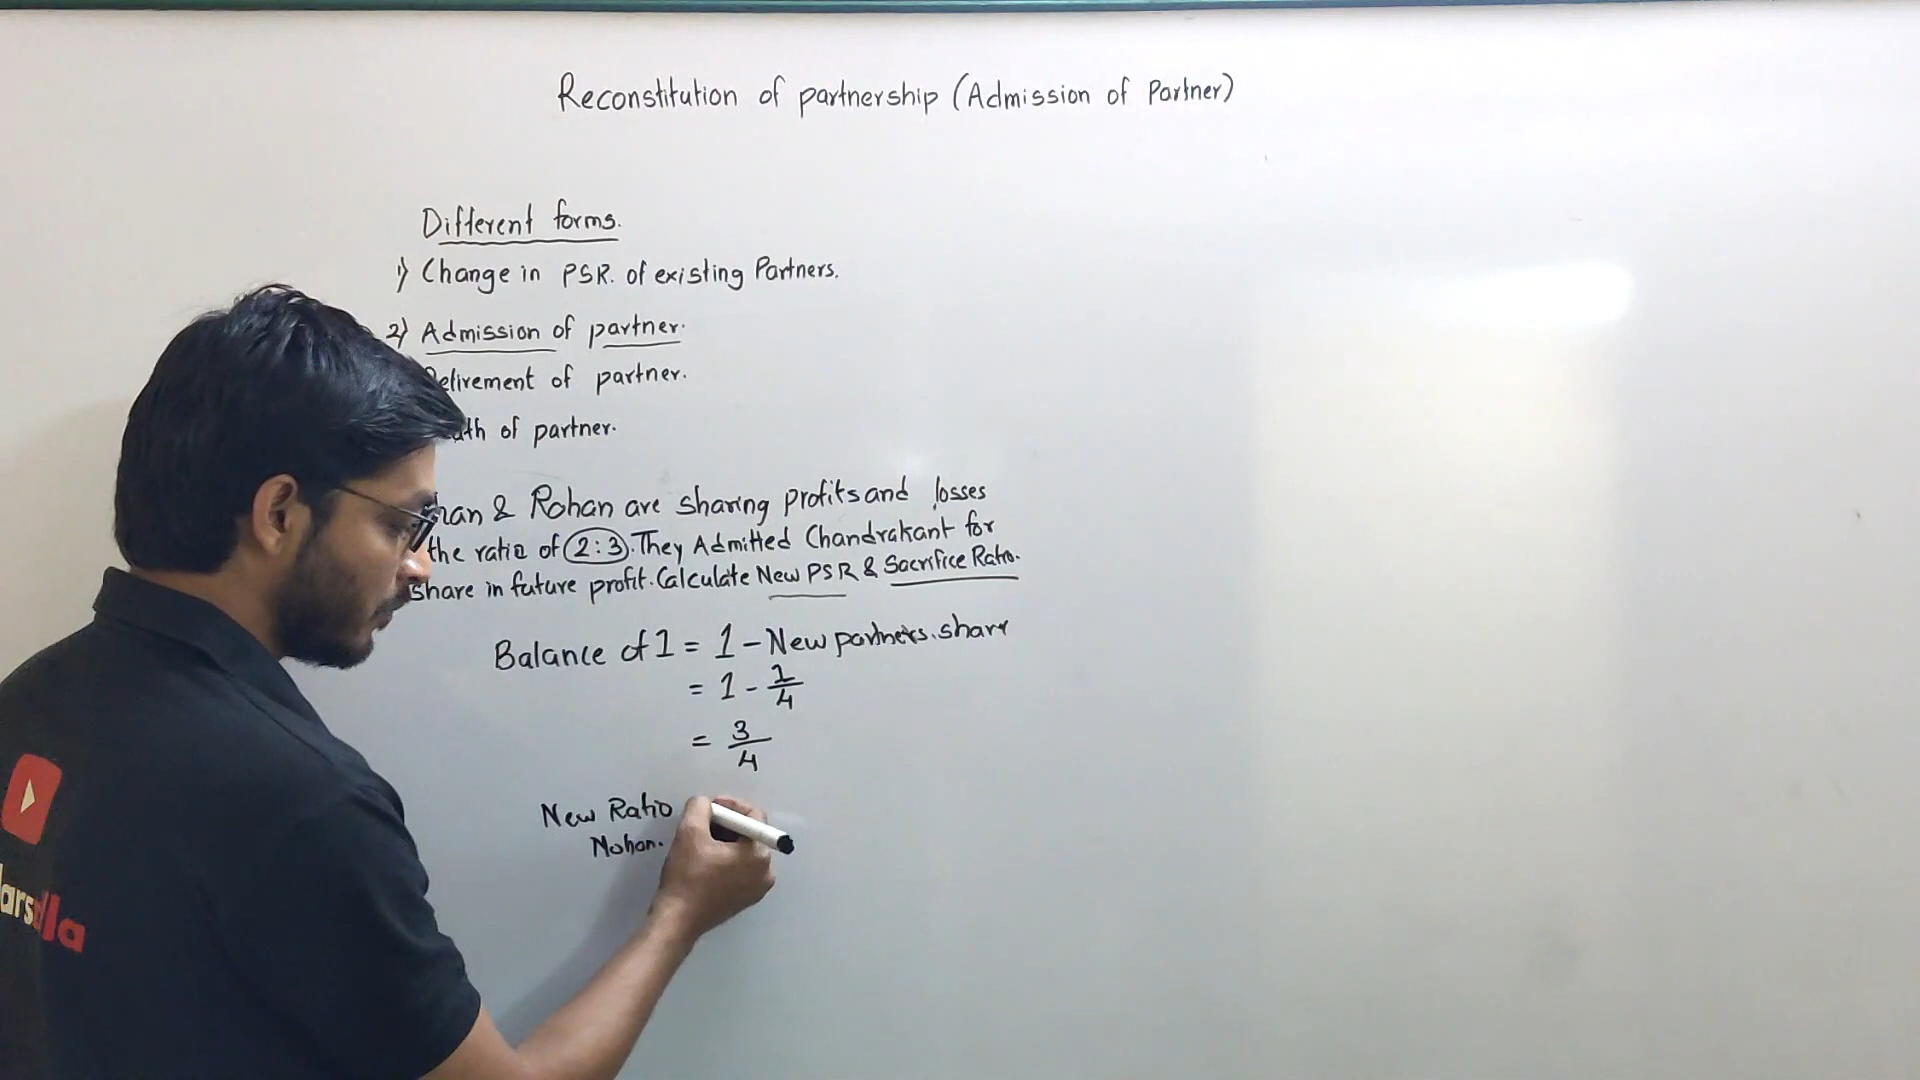 Reconstitution of partnership (Admission of Partner)
Different forms.
1) Change in PSR. of existing Partners.
2) Admission of partner.
Retirement of partner.
of partner.
& Rohan are sharing profits and losses
the ratio of 2:3. They Admitted Chandrakant for
share in future profit. Calculate New PSR & Sacrifice Ratio.
Balance of 1 = 1 - New partners. share
= 1 - 1/4
= 3/4
New Ratio
Mohan.